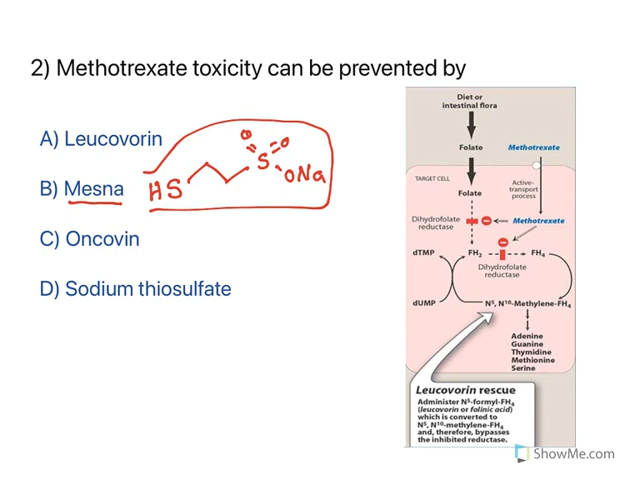 2) Methotrexate toxicity can be prevented by
A) Leucovorin
B) Mesna
C) Oncovin
D) Sodium thiosulfate
HS
S
O
O
ONa
Diet or
intestinal flora
Folate
Methotrexate
TARGET CELL
Active-
transport
process
Folate
Dihydrofolate
reductase
Methotrexate
dTMP
FH₂
FH₄
Dihydrofolate
reductase
dUMP
N⁵, N¹⁰-Methylene-FH₄
Adenine
Guanine
Thymidine
Methionine
Serine
Leucovorin rescue
Administer N⁵-formyl-FH₄
(leucovorin or folinic acid)
which is converted to
N⁵, N¹⁰-methylene-FH₄
and, therefore, bypasses
the inhibited reductase.
ShowMe.com